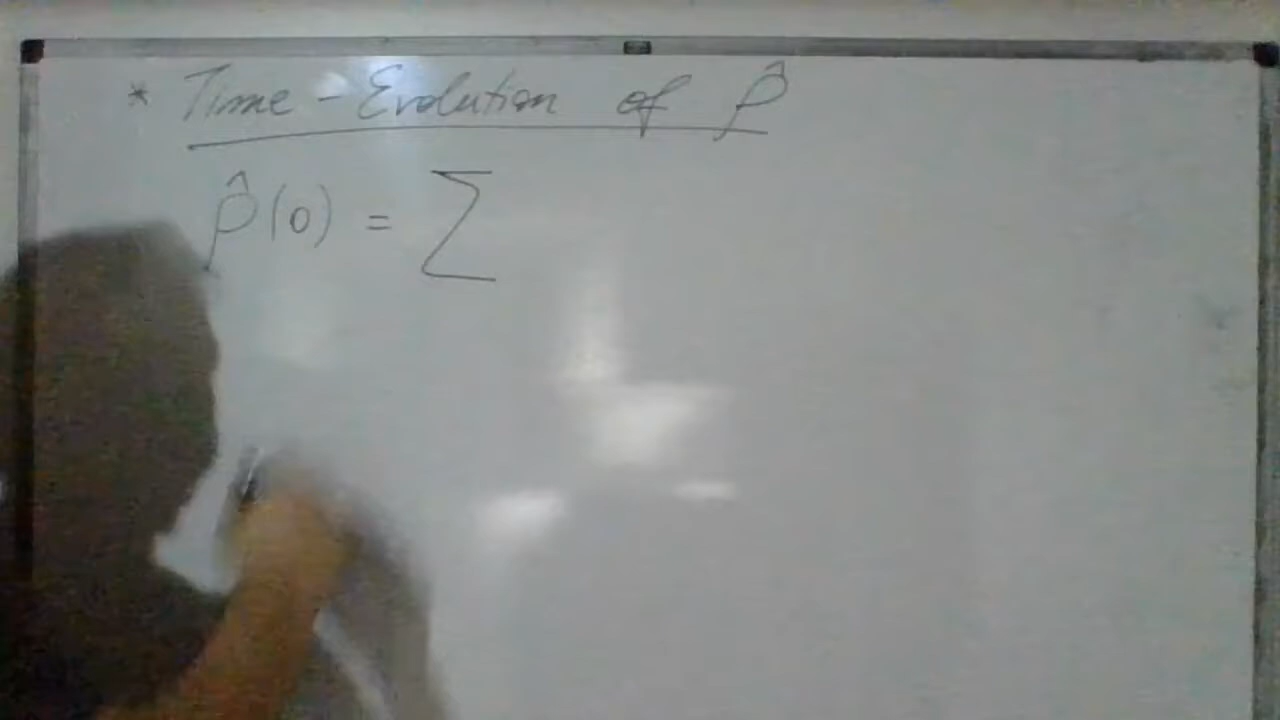 * Time-Evolution of ρ̂
ρ̂(0) = Σ